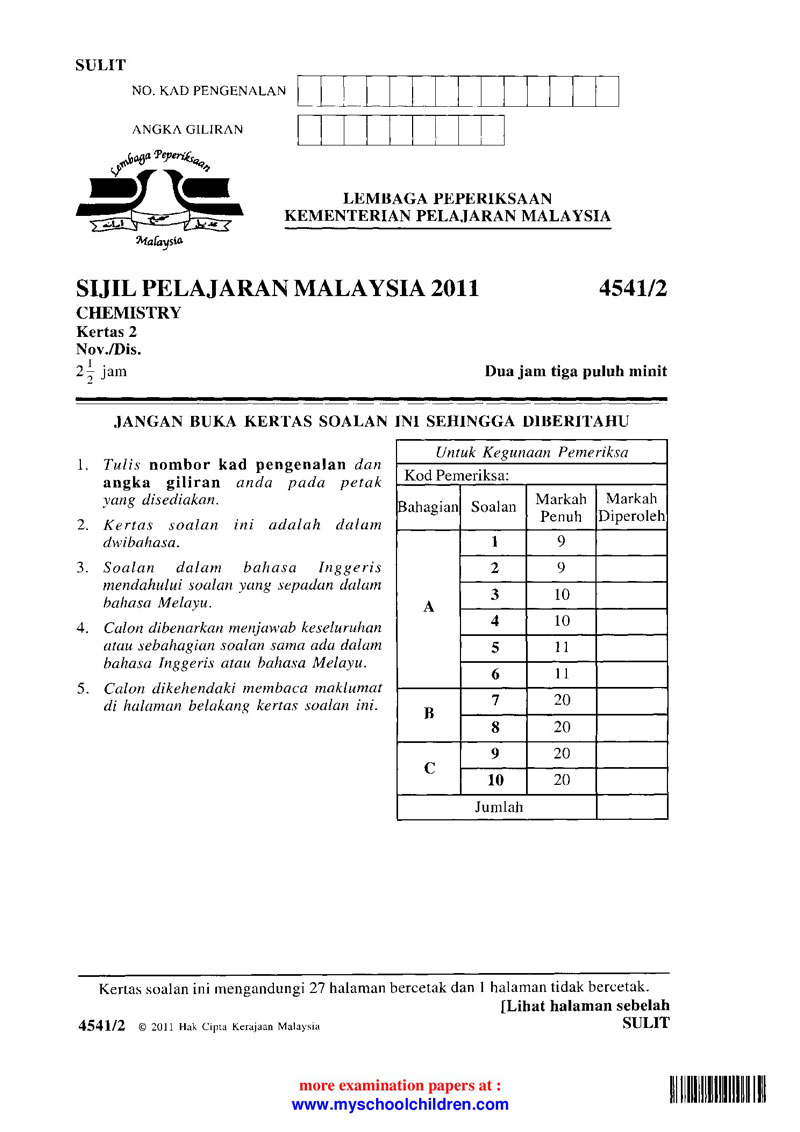 SULIT
NO. KAD PENGENALAN
ANGKA GILIRAN
Lembaga Peperiksaan
Malaysia
LEMBAGA PEPERIKSAAN
KEMENTERIAN PELAJARAN MALAYSIA
SIJIL PELAJARAN MALAYSIA 2011 4541/2
CHEMISTRY
Kertas 2
Nov./Dis.
2 1/2 jam Dua jam tiga puluh minit
JANGAN BUKA KERTAS SOALAN INI SEHINGGA DIBERITAHU
1. Tulis nombor kad pengenalan dan
angka giliran anda pada petak
yang disediakan.
2. Kertas soalan ini adalah dalam
dwibahasa.
3. Soalan dalam bahasa Inggeris
mendahului soalan yang sepadan dalam
bahasa Melayu.
4. Calon dibenarkan menjawab keseluruhan
atau sebahagian soalan sama ada dalam
bahasa Inggeris atau bahasa Melayu.
5. Calon dikehendaki membaca maklumat
di halaman belakang kertas soalan ini.
Untuk Kegunaan Pemeriksa
Kod Pemeriksa:
Bahagian Soalan Markah Penuh Markah Diperoleh
A 1 9
2 9
3 10
4 10
5 11
6 11
B 7 20
8 20
C 9 20
10 20
Jumlah
Kertas soalan ini mengandungi 27 halaman bercetak dan 1 halaman tidak bercetak.
[Lihat halaman sebelah
4541/2 © 2011 Hak Cipta Kerajaan Malaysia SULIT
more examination papers at :
www.myschoolchildren.com